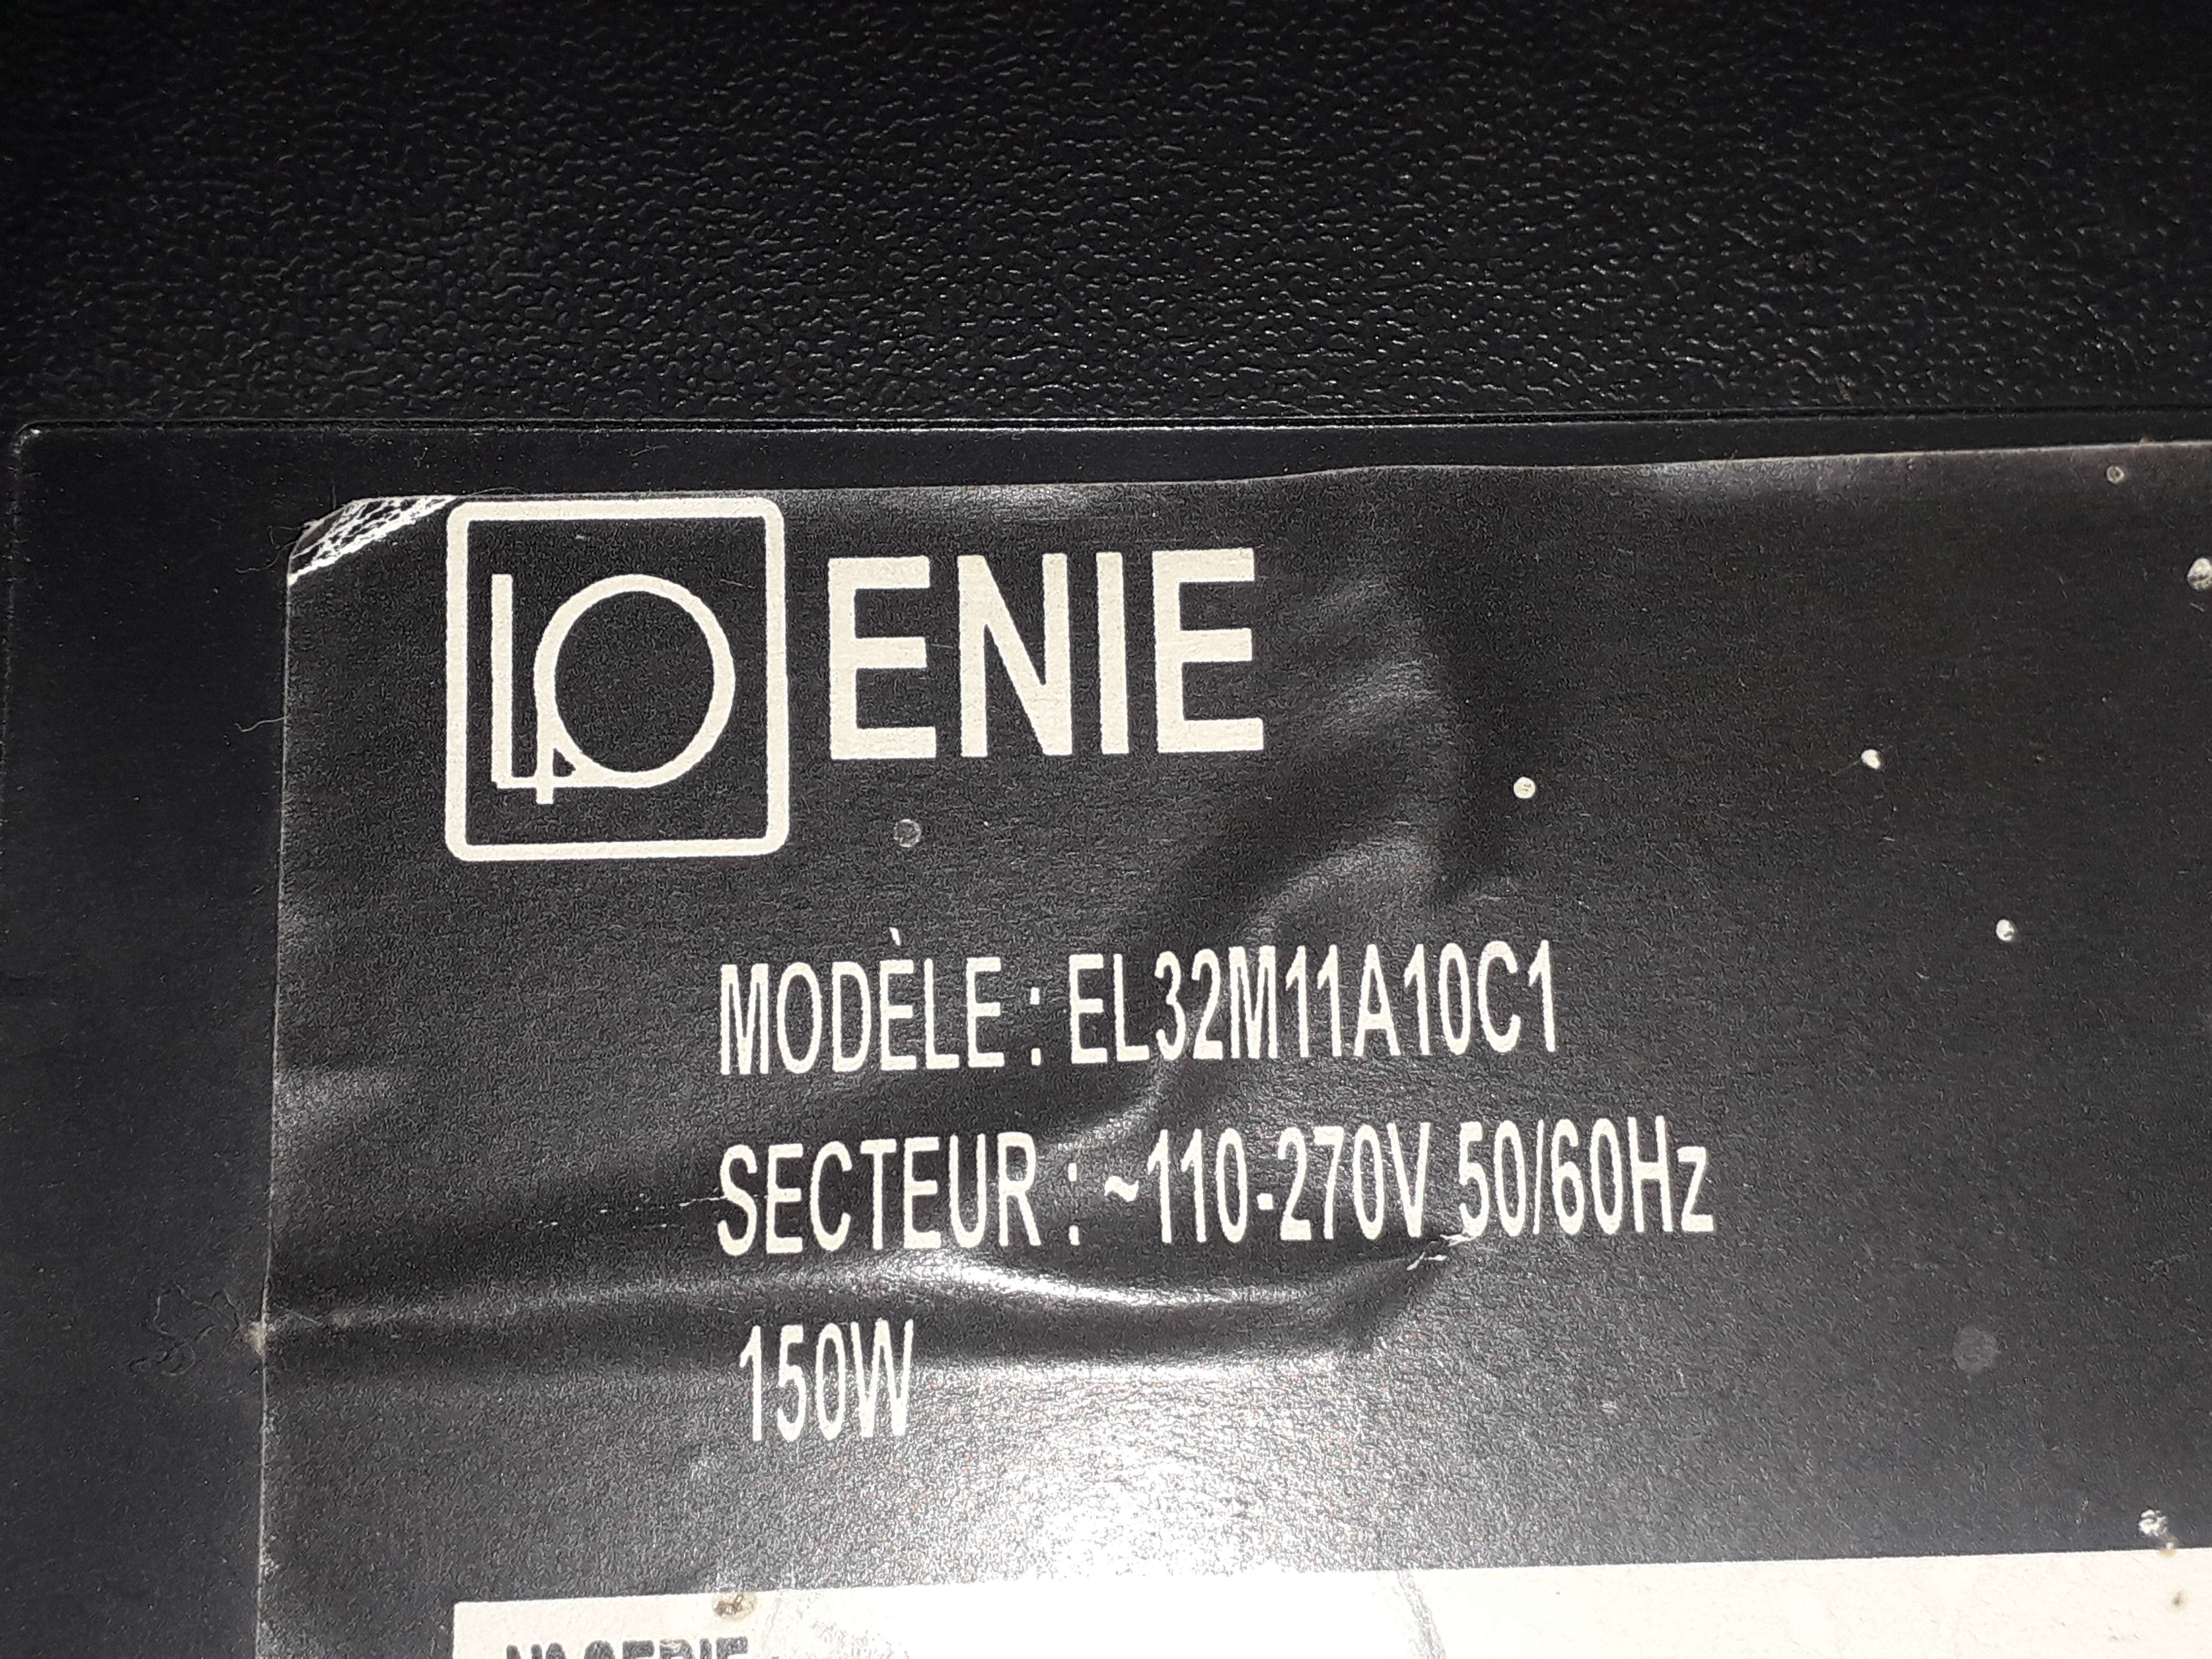 ENIE
MODÈLE : EL32M11A10C1
SECTEUR : ~110-270V 50/60Hz
150W